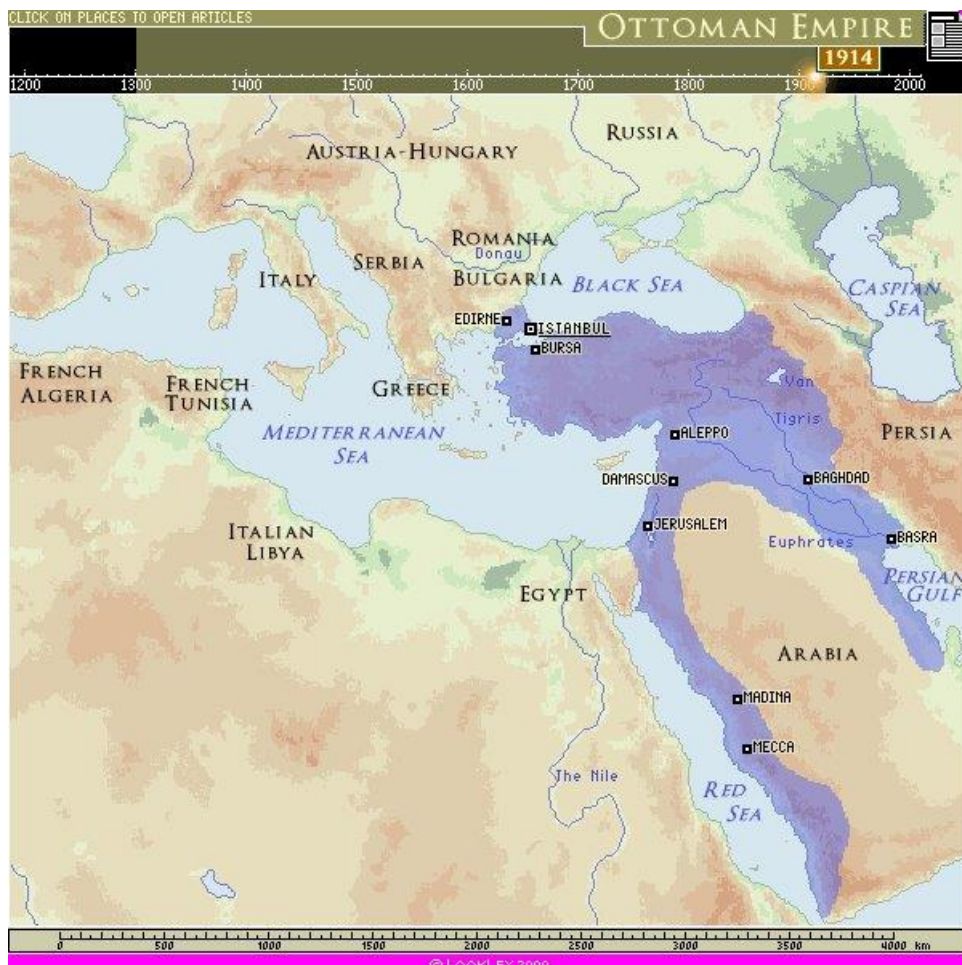 CLICK ON PLACES TO OPEN ARTICLES
OTTOMAN EMPIRE
1914
1200 1300 1400 1500 1600 1700 1800 1900 2000
RUSSIA
AUSTRIA-HUNGARY
ROMANIA
Donau
SERBIA
ITALY
BULGARIA
BLACK SEA
CASPIAN
SEA
EDIRNE
ISTANBUL
BURSA
FRENCH
ALGERIA
FRENCH
TUNISIA
GREECE
Van
Tigris
MEDITERRANEAN
SEA
ALEPPO
PERSIA
DAMASCUS
BAGHDAD
JERUSALEM
ITALIAN
LIBYA
Euphrates
BASRA
EGYPT
PERSIAN
GULF
ARABIA
MADINA
MECCA
The Nile
RED
SEA
0 500 1000 1500 2000 2500 3000 3600 4000 km